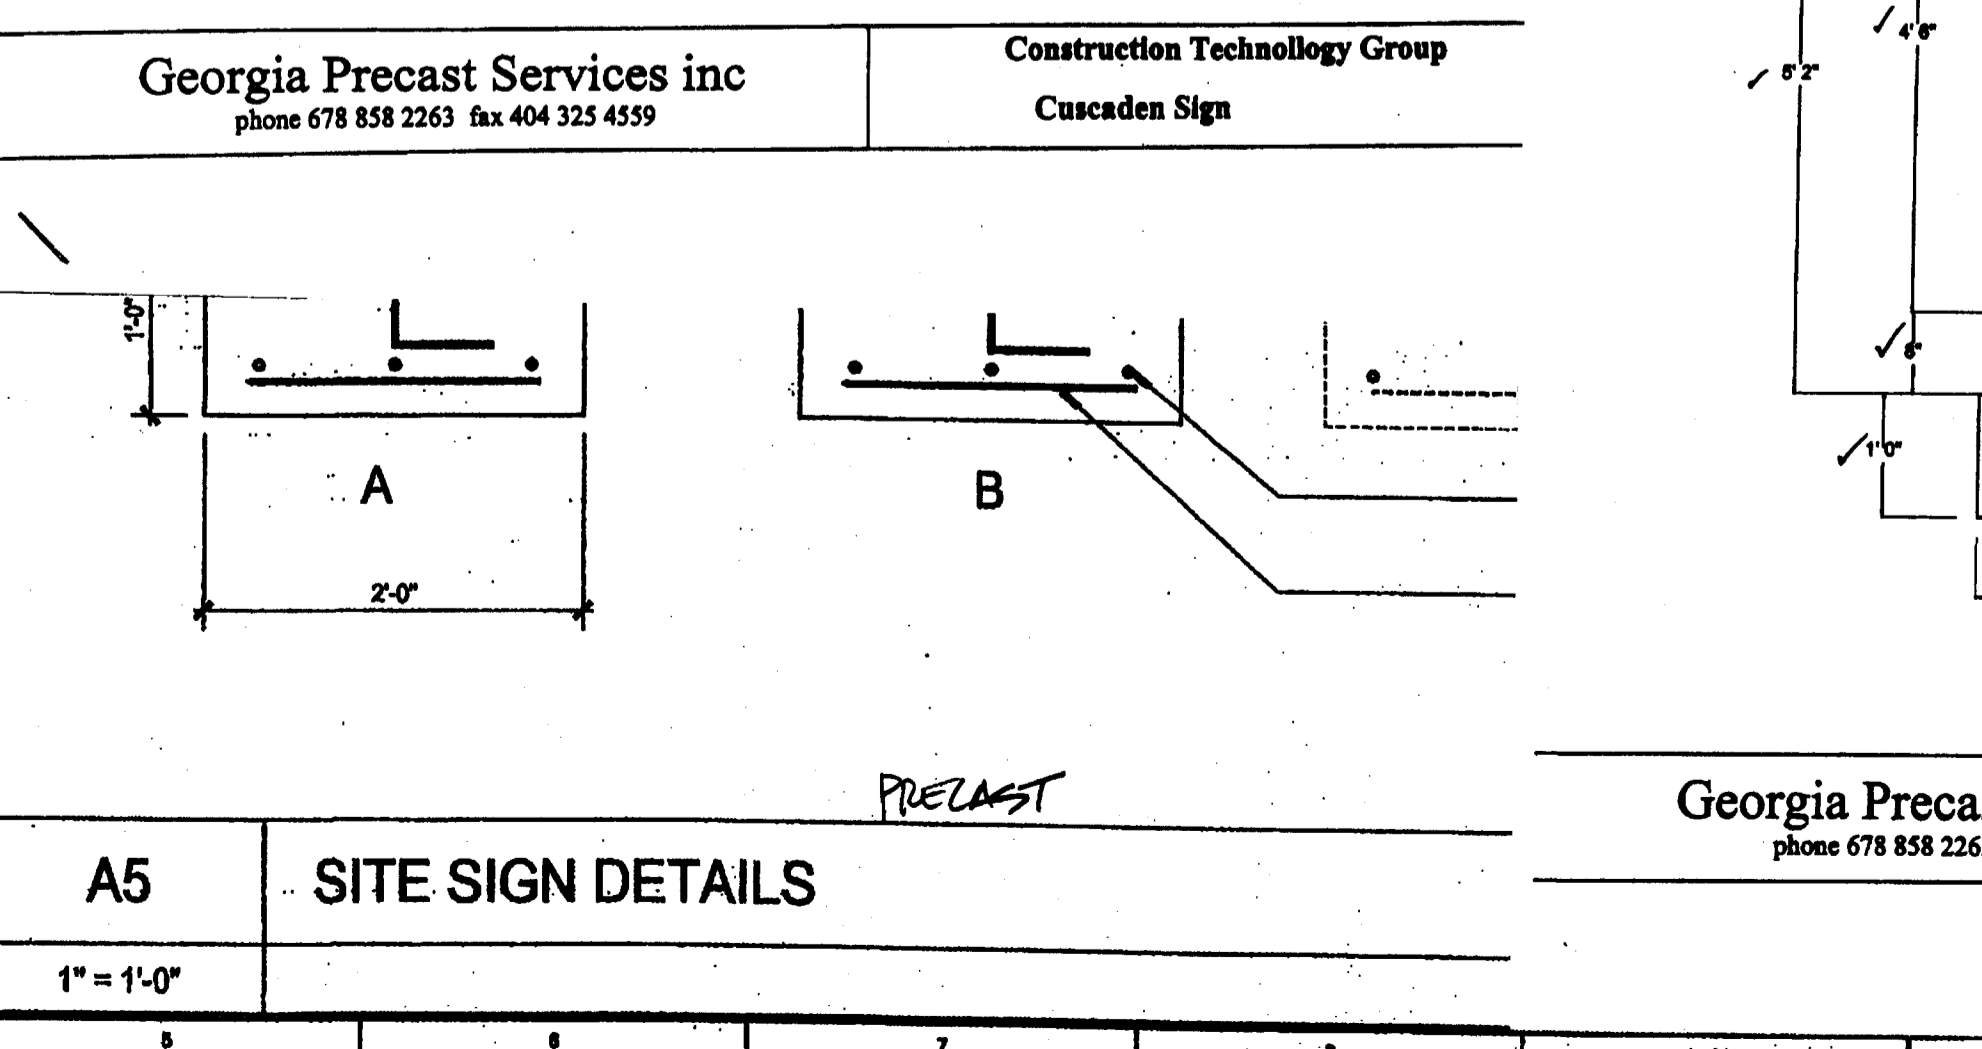 Georgia Precast Services inc
phone 678 858 2263 fax 404 325 4559
Construction Technollogy Group
Cuscaden Sign
4' 6"
5' 2"
1'-0"
8"
1' 0"
A
B
2'-0"
PRECAST
Georgia Preca
phone 678 858 226
A5
SITE SIGN DETAILS
1" = 1'-0"
5
6
7